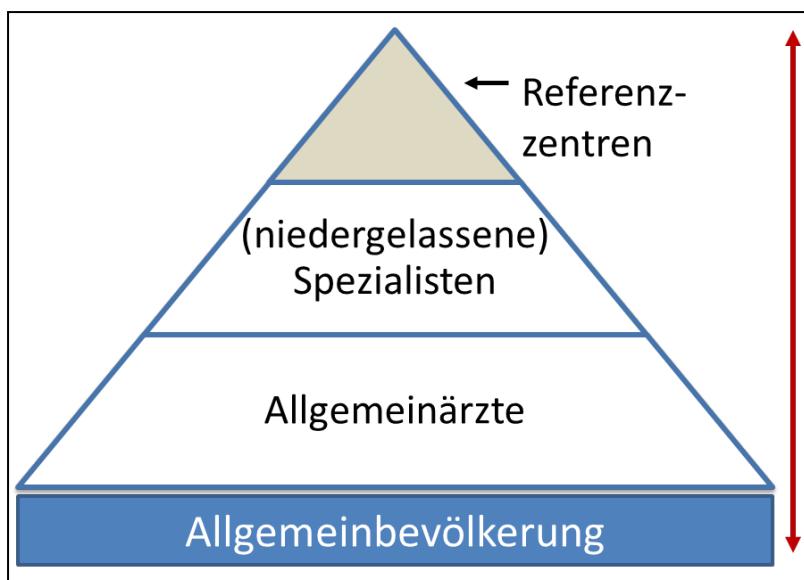 Referenz-
zentren
(niedergelassene)
Spezialisten
Allgemeinärzte
Allgemeinbevölkerung